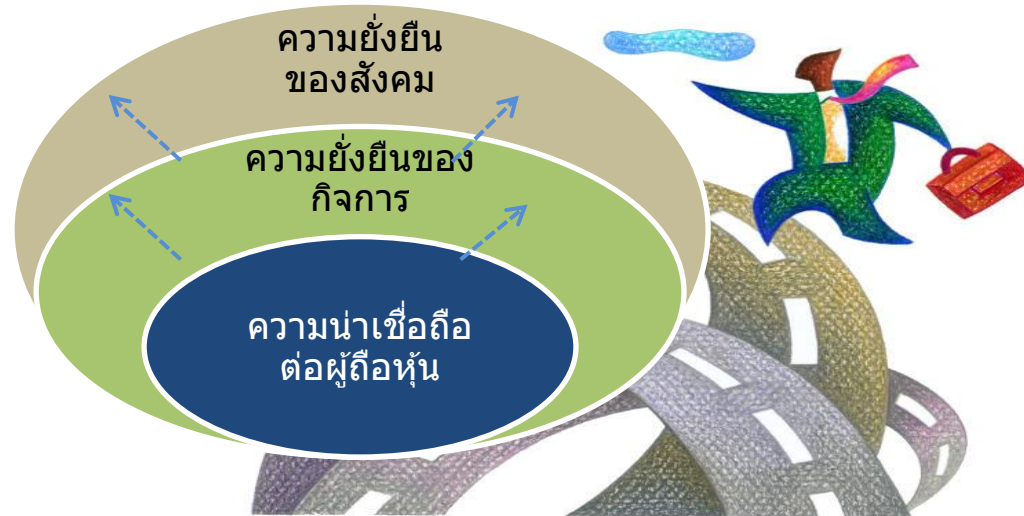 ความยั่งยืน
ของสังคม
ความยั่งยืนของ
กิจการ
ความน่าเชื่อถือ
ต่อผู้ถือหุ้น